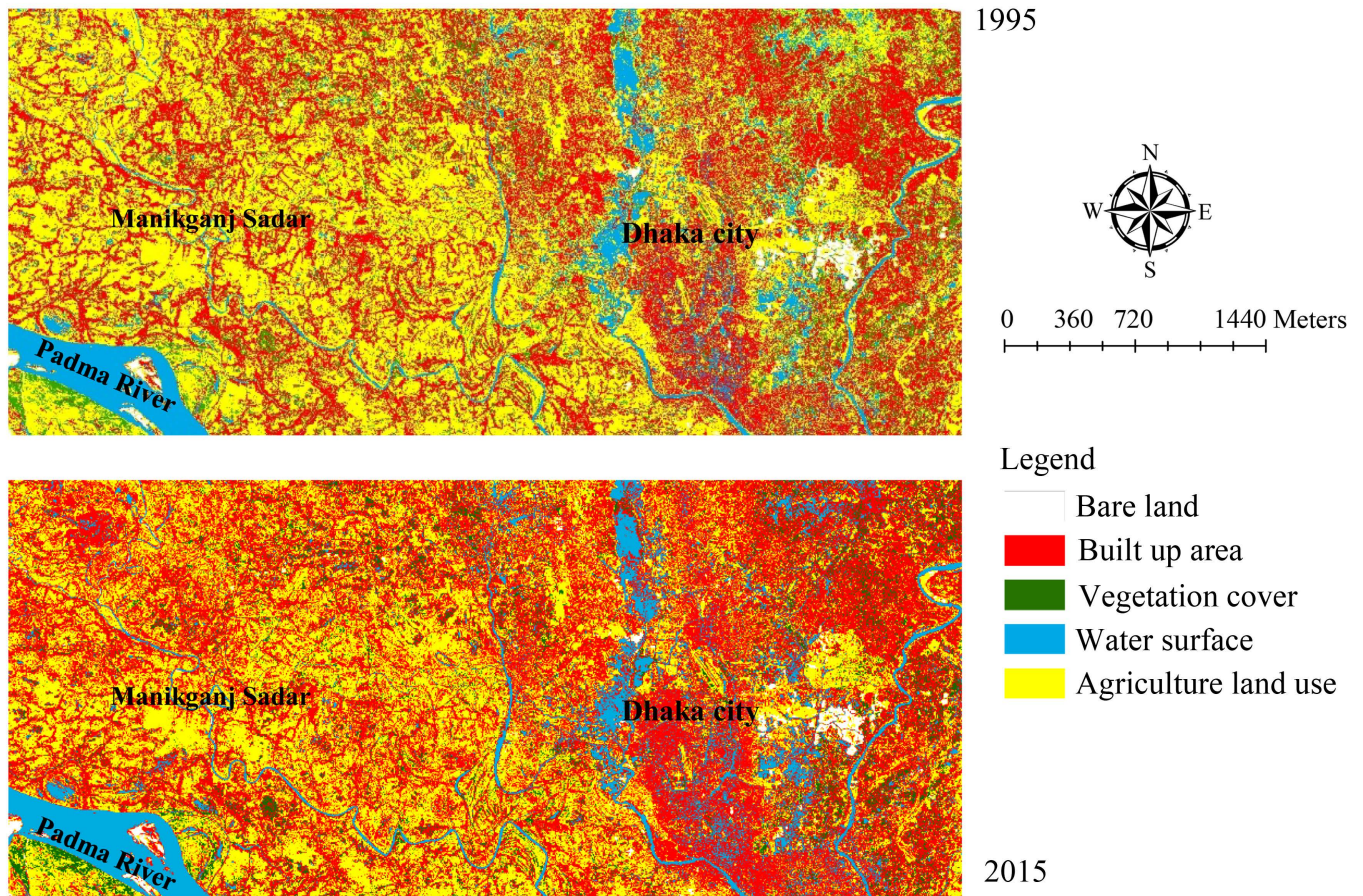 1995
Manikganj Sadar
Dhaka city
Padma River
N
W E
S
0 360 720 1440 Meters
Legend
Bare land
Built up area
Vegetation cover
Water surface
Agriculture land use
Manikganj Sadar
Dhaka city
Padma River
2015